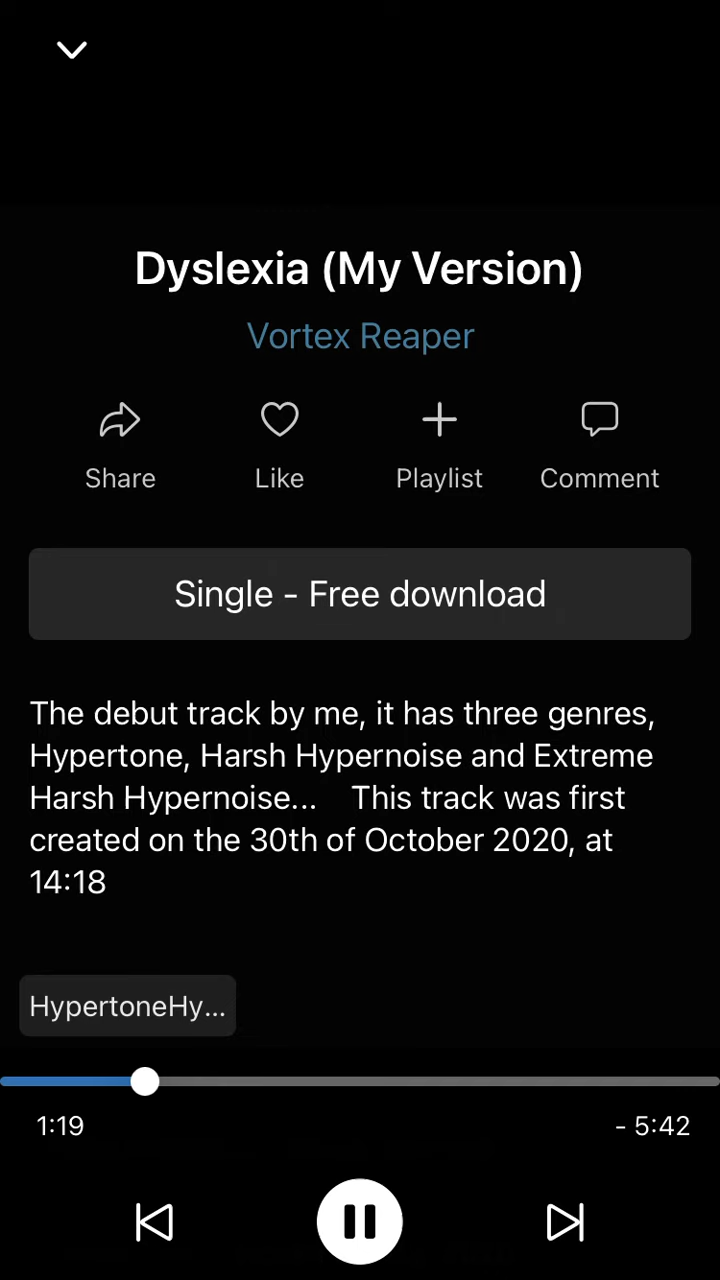 Dyslexia (My Version)
Vortex Reaper
Share Like Playlist Comment
Single - Free download
The debut track by me, it has three genres,
Hypertone, Harsh Hypernoise and Extreme
Harsh Hypernoise... This track was first
created on the 30th of October 2020, at
14:18
HypertoneHy...
1:19 - 5:42